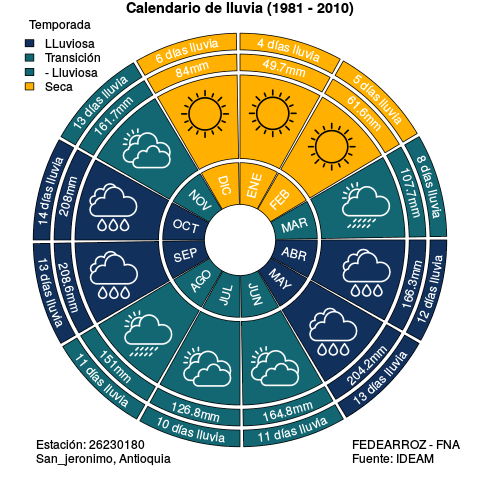 Calendario de lluvia (1981 - 2010)
Temporada
LLuviosa
Transición
- Lluviosa
Seca
4 días lluvia
49.7mm
ENE
5 días lluvia
61.6mm
FEB
8 días lluvia
107.7mm
MAR
12 días lluvia
166.3mm
ABR
13 días lluvia
204.2mm
MAY
11 días lluvia
164.8mm
JUN
10 días lluvia
126.8mm
JUL
11 días lluvia
151mm
AGO
13 días lluvia
208.6mm
SEP
14 días lluvia
208mm
OCT
13 días lluvia
161.7mm
NOV
6 días lluvia
84mm
DIC
Estación: 26230180
San_jeronimo, Antioquia
FEDEARROZ - FNA
Fuente: IDEAM